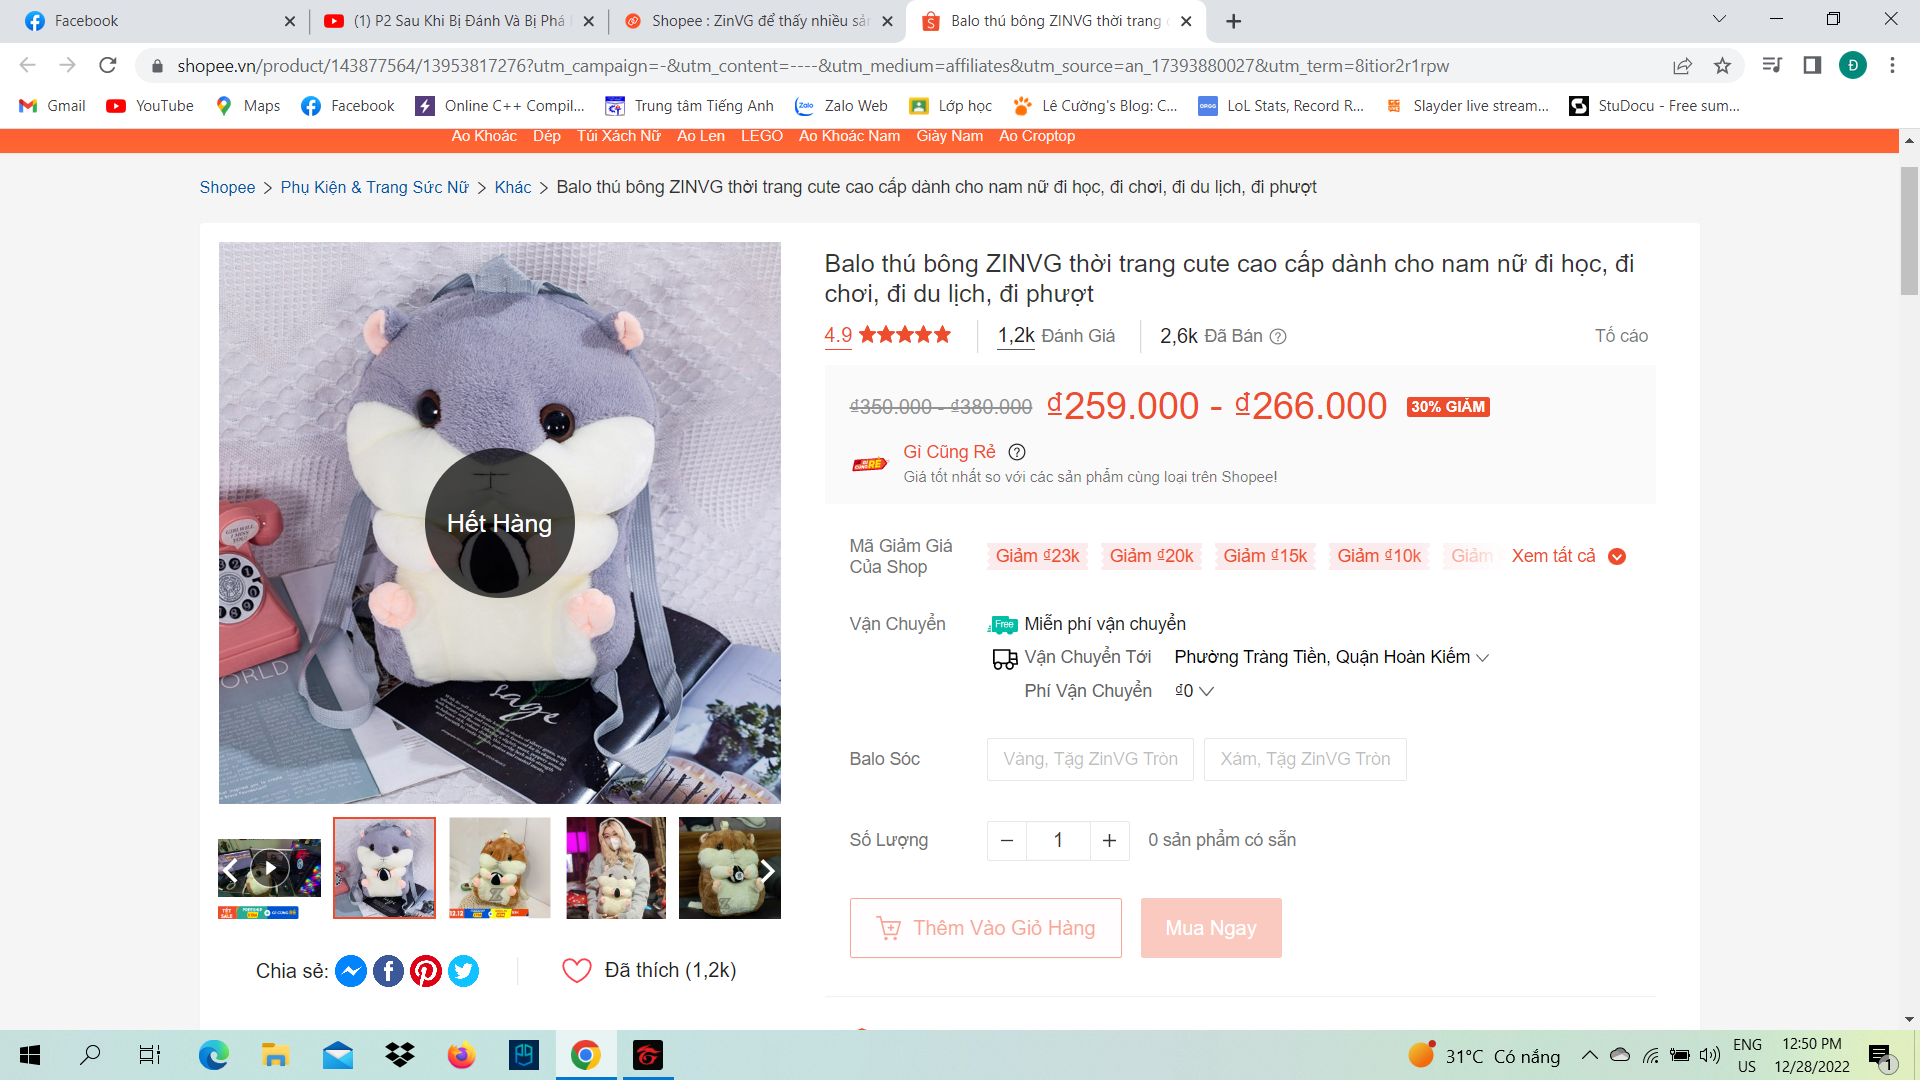 Facebook
(1) P2 Sau Khi Bị Đánh Và Bị Phá
Shopee : ZinVG để thấy nhiều sản
Balo thú bông ZINVG thời trang
shopee.vn/product/143877564/13953817276?utm_campaign=-&utm_content=----&utm_medium=affiliates&utm_source=an_17393880027&utm_term=8itior2r1rpw
Đ
Gmail YouTube Maps Facebook Online C++ Compil... Trung tâm Tiếng Anh Zalo Web Lớp học Lê Cường's Blog: C... LoL Stats, Record R... Slayder live stream... StuDocu - Free sum...
Áo Khoác Dép Túi Xách Nữ Áo Len LEGO Áo Khoác Nam Giày Nam Áo Croptop
Shopee > Phụ Kiện & Trang Sức Nữ > Khác > Balo thú bông ZINVG thời trang cute cao cấp dành cho nam nữ đi học, đi chơi, đi du lịch, đi phượt
Balo thú bông ZINVG thời trang cute cao cấp dành cho nam nữ đi học, đi
chơi, đi du lịch, đi phượt
4.9 1,2k Đánh Giá 2,6k Đã Bán ? Tố cáo
₫350.000 - ₫380.000 ₫259.000 - ₫266.000 30% GIẢM
Gì Cũng Rẻ ?
Giá tốt nhất so với các sản phẩm cùng loại trên Shopee!
Hết Hàng
sage
Mã Giảm Giá
Của Shop
Giảm ₫23k Giảm ₫20k Giảm ₫15k Giảm ₫10k Giảm Xem tất cả
Vận Chuyển
Free Miễn phí vận chuyển
Vận Chuyển Tới Phường Tràng Tiền, Quận Hoàn Kiếm
Phí Vận Chuyển ₫0
Balo Sóc Vàng, Tặng ZinVG Tròn Xám, Tặng ZinVG Tròn
Số Lượng − 1 + 0 sản phẩm có sẵn
Thêm Vào Giỏ Hàng Mua Ngay
Chia sẻ: Đã thích (1,2k)
31°C Có nắng
ENG
US
12:50 PM
12/28/2022
1